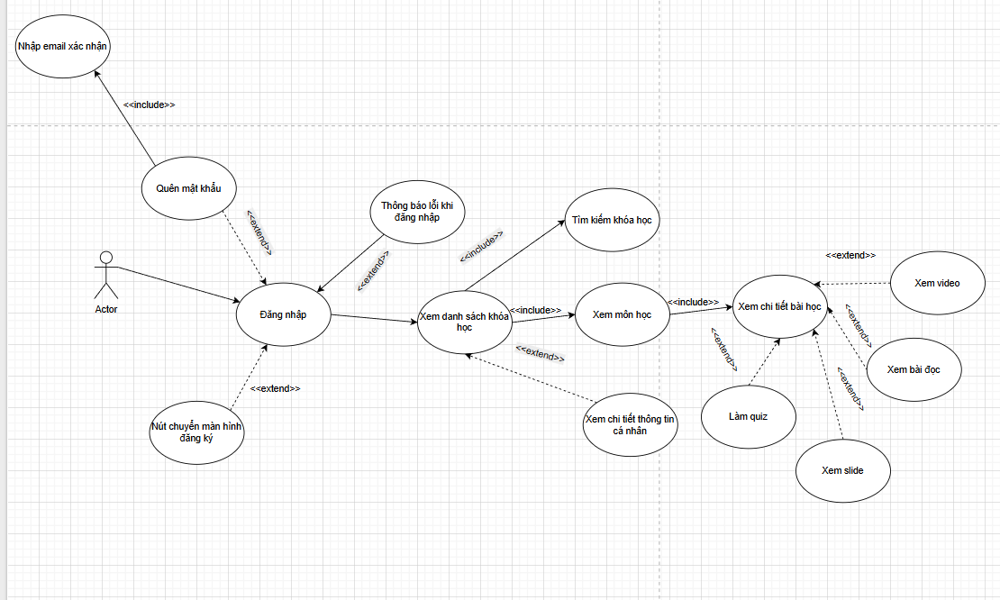 Nhập email xác nhận
<<include>>
Quên mật khẩu
<<extend>>
Thông báo lỗi khi
đăng nhập
<<extend>>
<<include>>
Tìm kiếm khóa học
Actor
Đăng nhập
Xem danh sách khóa
học
<<include>>
Xem môn học
<<include>>
Xem chi tiết bài học
<<extend>>
Xem video
<<extend>>
Xem bài đọc
<<extend>>
<<extend>>
<<extend>>
Nút chuyển màn hình
đăng ký
<<extend>>
Xem chi tiết thông tin
cá nhân
Làm quiz
Xem slide